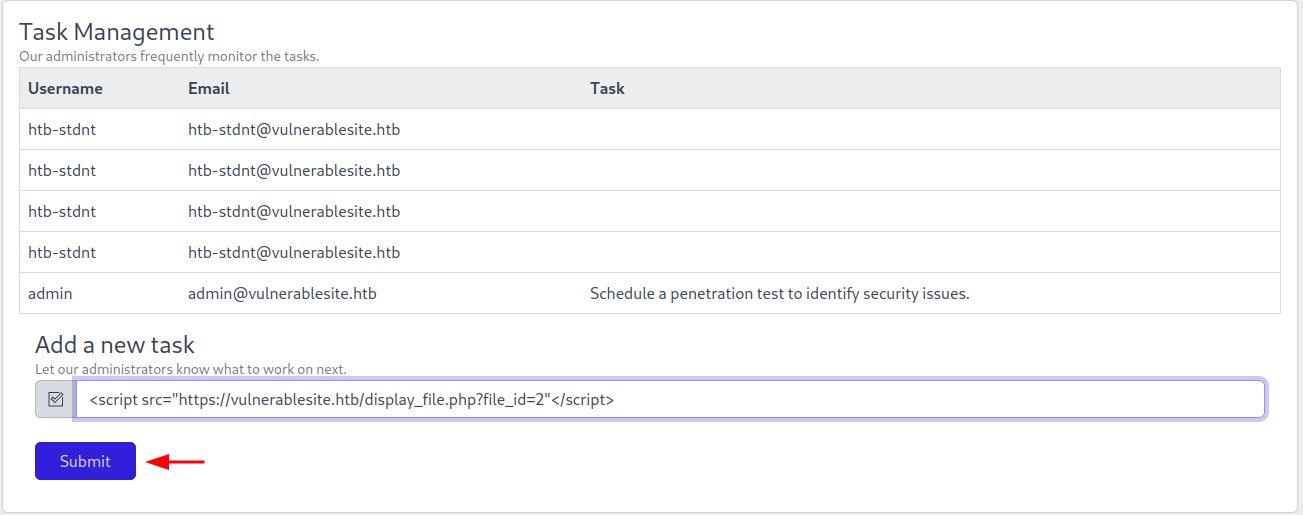 Task Management
Our administrators frequently monitor the tasks.
Username Email Task
htb-stdnt htb-stdnt@vulnerablesite.htb
htb-stdnt htb-stdnt@vulnerablesite.htb
htb-stdnt htb-stdnt@vulnerablesite.htb
htb-stdnt htb-stdnt@vulnerablesite.htb
admin admin@vulnerablesite.htb Schedule a penetration test to identify security issues.
Add a new task
Let our administrators know what to work on next.
<script src="https://vulnerablesite.htb/display_file.php?file_id=2"</script>
Submit